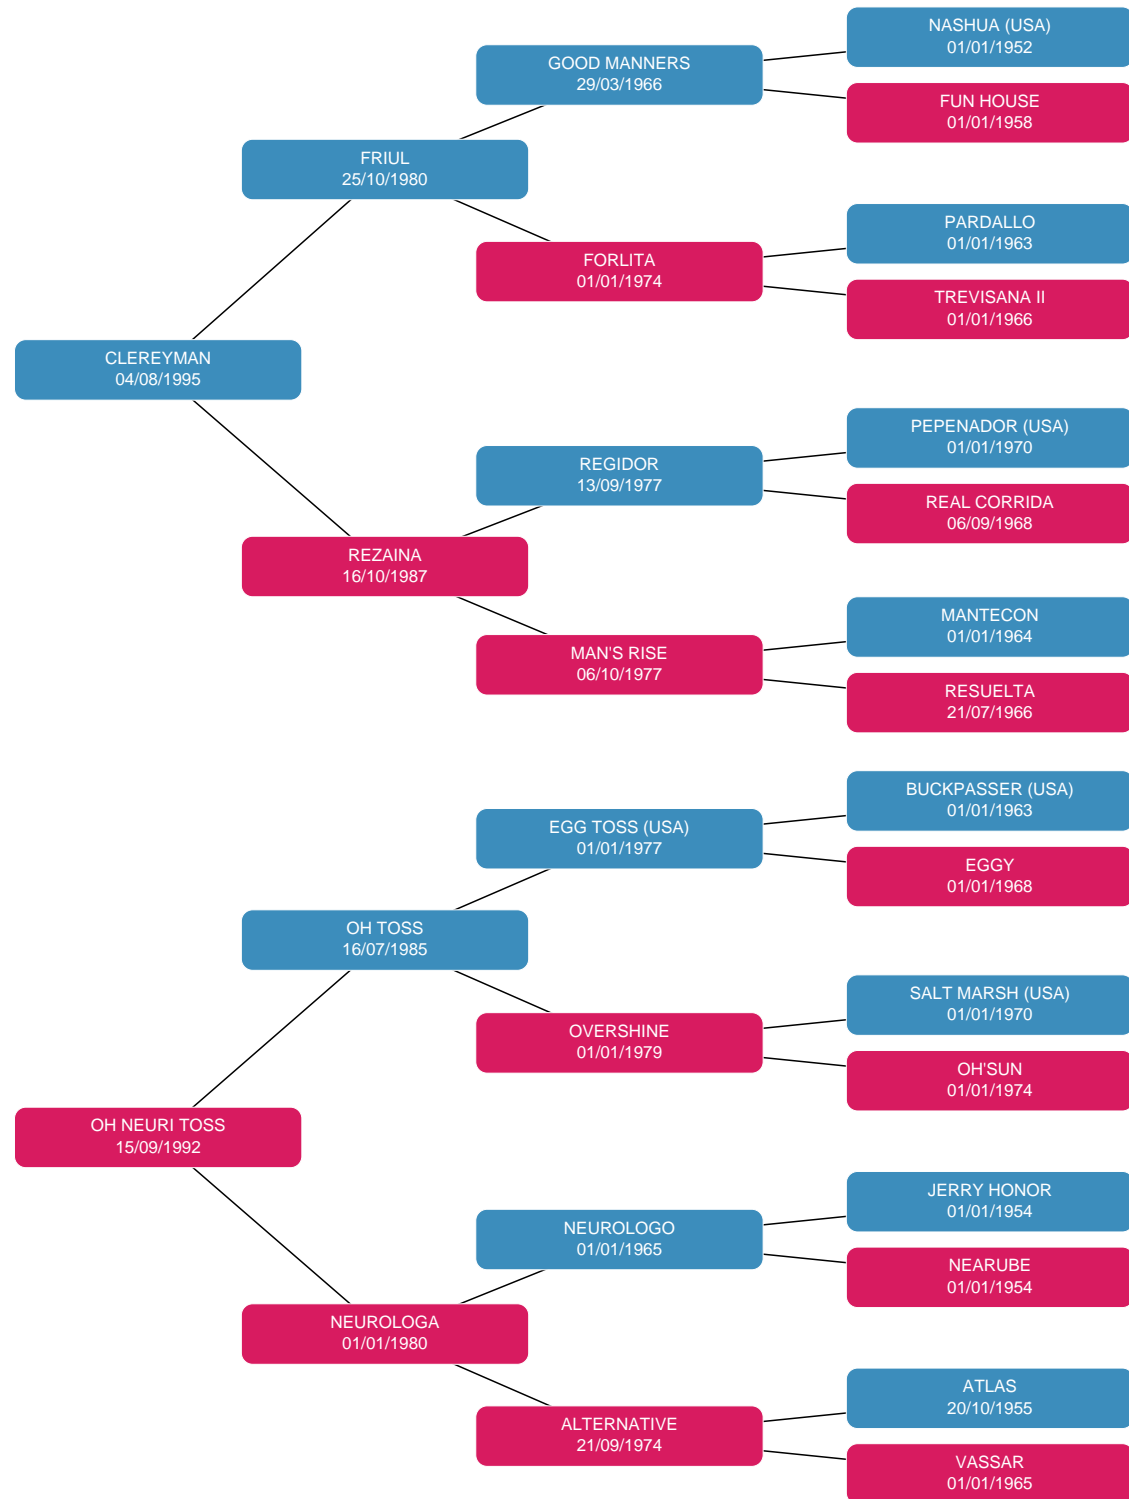 NASHUA (USA)
01/01/1952
GOOD MANNERS
29/03/1966
FUN HOUSE
01/01/1958
FRIUL
25/10/1980
PARDALLO
01/01/1963
FORLITA
01/01/1974
TREVISANA II
01/01/1966
CLEREYMAN
04/08/1995
PEPENADOR (USA)
01/01/1970
REGIDOR
13/09/1977
REAL CORRIDA
06/09/1968
REZAINA
16/10/1987
MANTECON
01/01/1964
MAN'S RISE
06/10/1977
RESUELTA
21/07/1966
BUCKPASSER (USA)
01/01/1963
EGG TOSS (USA)
01/01/1977
EGGY
01/01/1968
OH TOSS
16/07/1985
SALT MARSH (USA)
01/01/1970
OVERSHINE
01/01/1979
OH'SUN
01/01/1974
OH NEURI TOSS
15/09/1992
JERRY HONOR
01/01/1954
NEUROLOGO
01/01/1965
NEARUBE
01/01/1954
NEUROLOGA
01/01/1980
ATLAS
20/10/1955
ALTERNATIVE
21/09/1974
VASSAR
01/01/1965